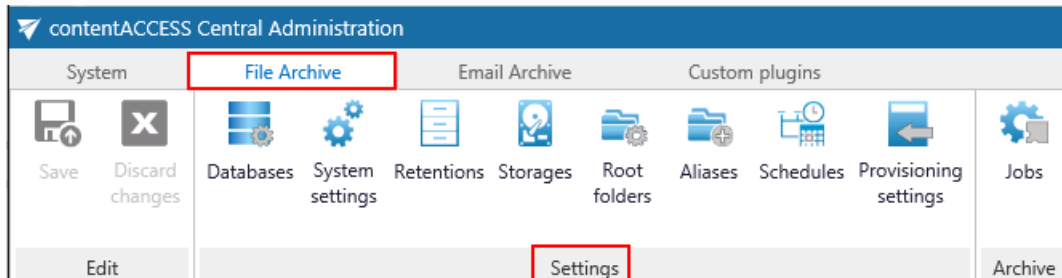 contentACCESS Central Administration
System File Archive Email Archive Custom plugins
Save Discard changes Databases System settings Retentions Storages Root folders Aliases Schedules Provisioning settings Jobs
Edit Settings Archive